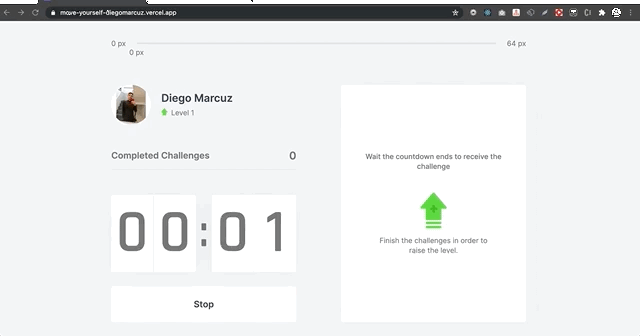 move-yourself-diegomarcuz.vercel.app
0 px
64 px
0 px
Diego Marcuz
Level 1
Completed Challenges
0
00:01
Stop
Wait the countdown ends to receive the
challenge
Finish the challenges in order to
raise the level.